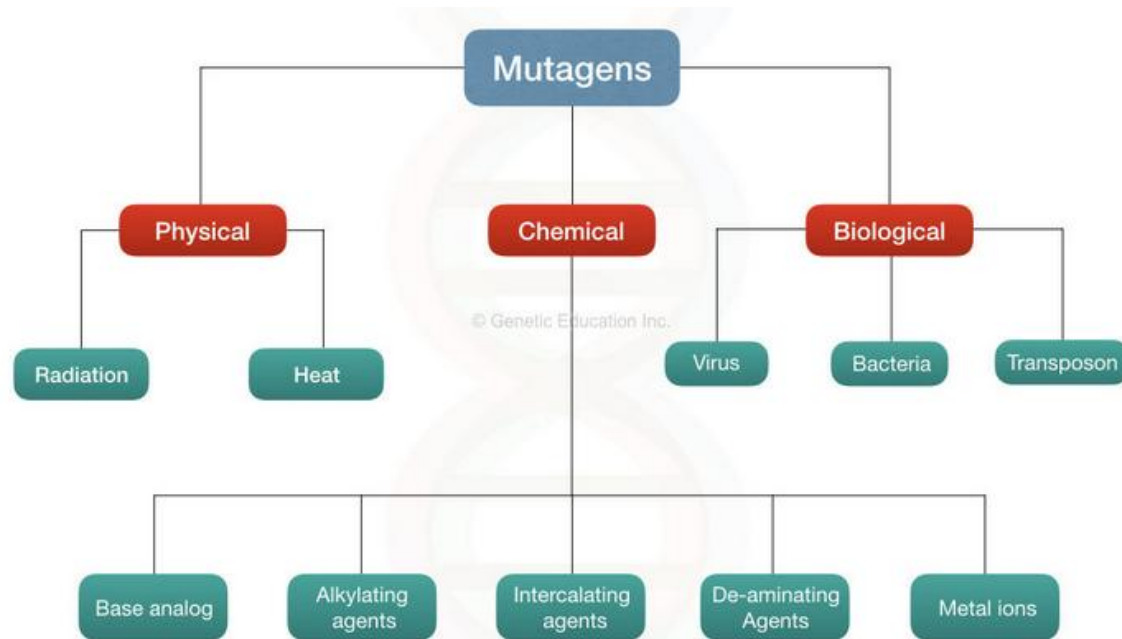 Mutagens
Physical
Chemical
Biological
© Genetic Education Inc.
Radiation
Heat
Virus
Bacteria
Transposon
Base analog
Alkylating
agents
Intercalating
agents
De-aminating
Agents
Metal ions